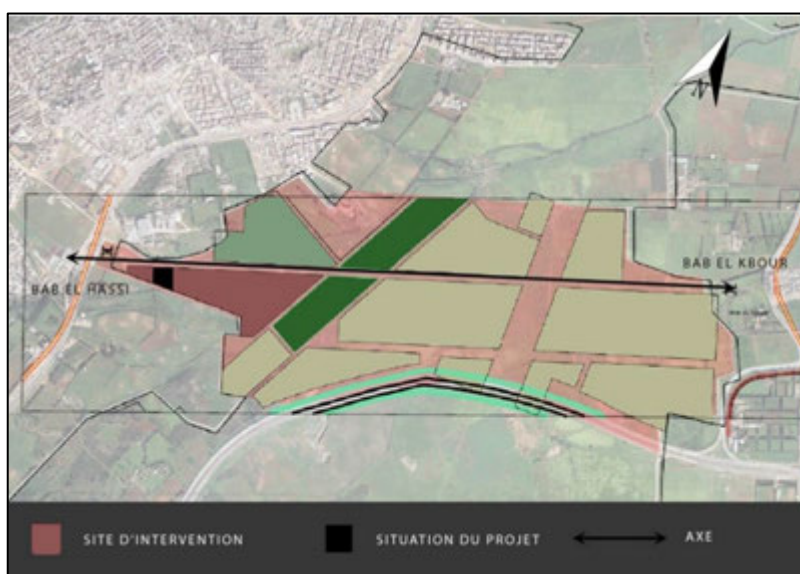 N
BAB EL KBOUR
BAB EL HASSI
SITE D'INTERVENTION
SITUATION DU PROJET
AXE